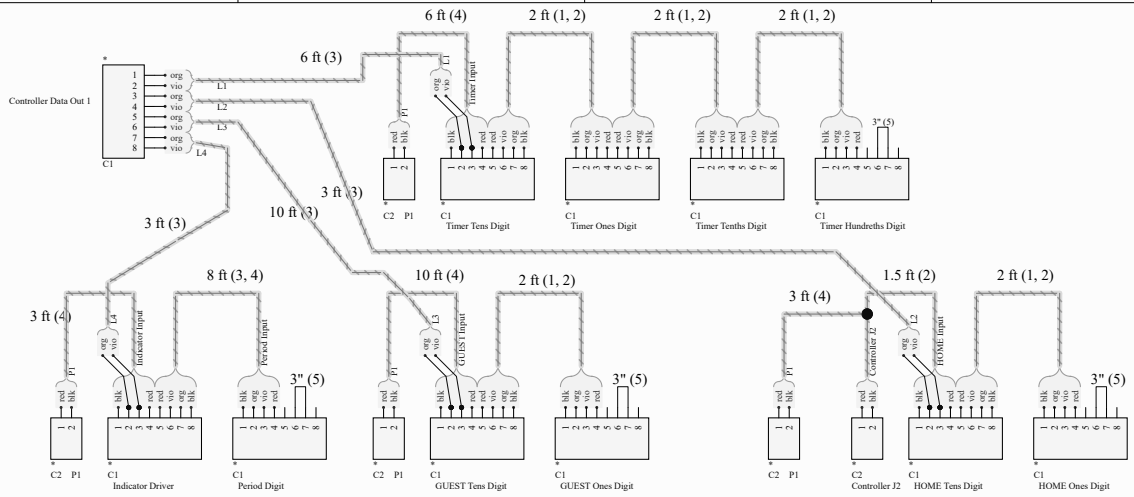 6 ft (4)
2 ft (1, 2)
2 ft (1, 2)
2 ft (1, 2)
6 ft (3)
*
Controller Data Out 1
1 org
2 vio
3 org
4 vio
5 org
6 vio
7 org
8 vio
C1
L1
L2
L3
L4
P1
red
blk
1
2
*
C2 P1
L1
org
vio
Timer Input
blk red red vio org blk
1 2 3 4 5 6 7 8
*
C1
Timer Tens Digit
blk org vio red red vio org blk
1 2 3 4 5 6 7 8
*
C1
Timer Ones Digit
blk org vio red red vio org blk
1 2 3 4 5 6 7 8
*
C1
Timer Tenths Digit
3" (5)
blk org vio red
1 2 3 4 5 6 7 8
*
C1
Timer Hundreths Digit
3 ft (3)
10 ft (3)
3 ft (3)
3 ft (4)
8 ft (3, 4)
10 ft (4)
2 ft (1, 2)
3 ft (4)
1.5 ft (2)
2 ft (1, 2)
P1
red
blk
1
2
*
C2 P1
L4
org
vio
Indicator Input
blk red red vio org blk
1 2 3 4 5 6 7 8
*
C1
Indicator Driver
Period Input
blk org vio red
3" (5)
1 2 3 4 5 6 7 8
*
C1
Period Digit
P1
red
blk
1
2
*
C2 P1
L3
org
vio
GUEST Input
blk red red vio org blk
1 2 3 4 5 6 7 8
*
C1
GUEST Tens Digit
blk org vio red
3" (5)
1 2 3 4 5 6 7 8
*
C1
GUEST Ones Digit
P1
red
blk
1
2
*
C2 P1
Controller J2
red
blk
1
2
*
C2
Controller J2
L2
org
vio
HOME Input
blk red red vio org blk
1 2 3 4 5 6 7 8
*
C1
HOME Tens Digit
blk org vio red
3" (5)
1 2 3 4 5 6 7 8
*
C1
HOME Ones Digit